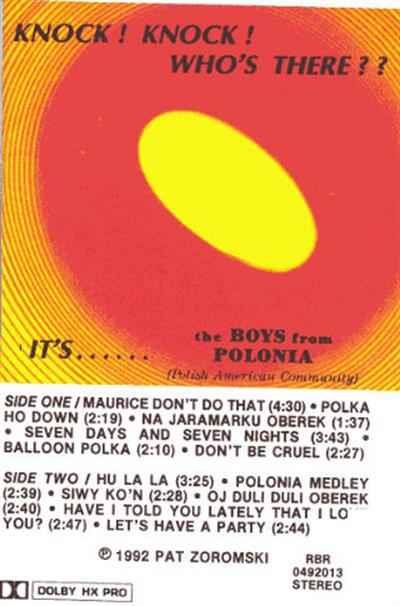 KNOCK! KNOCK!
WHO'S THERE??
IT'S......
the BOYS from
POLONIA
(Polish American Community)
SIDE ONE / MAURICE DON'T DO THAT (4:30) • POLKA
HO DOWN (2:19) • NA JARAMARKU OBEREK (1:37)
• SEVEN DAYS AND SEVEN NIGHTS (3:43) •
BALLOON POLKA (2:10) • DON'T BE CRUEL (2:27)
SIDE TWO / HU LA LA (3:25) • POLONIA MEDLEY
(2:39) • SIWY KO'N (2:28) • OJ DULI DULI OBEREK
(2:40) • HAVE I TOLD YOU LATELY THAT I LO
YOU? (2:47) • LET'S HAVE A PARTY (2:44)
℗ 1992 PAT ZOROMSKI
RBR
0492013
STEREO
DOLBY HX PRO